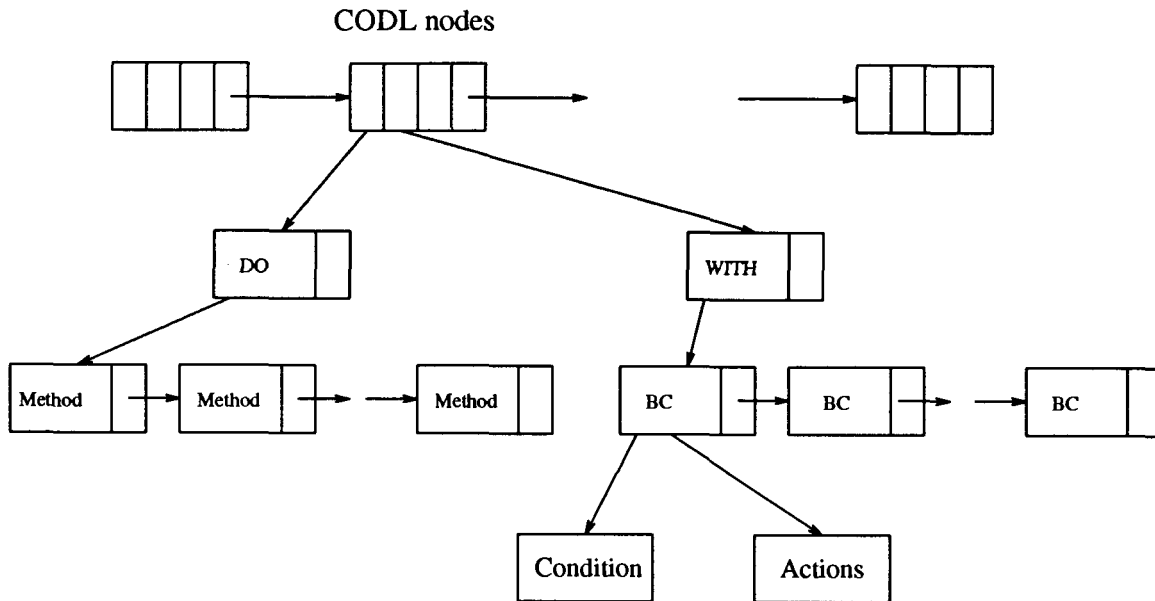 CODL nodes
DO
WITH
Method
Method
Method
BC
BC
BC
Condition
Actions